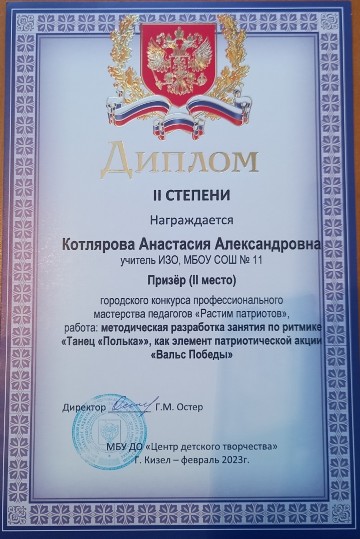 Диплом
II СТЕПЕНИ
Награждается
Котлярова Анастасия Александровна
учитель ИЗО, МБОУ СОШ № 11
Призёр (II место)
городского конкурса профессионального
мастерства педагогов «Растим патриотов»,
работа: методическая разработка занятия по ритмике
«Танец «Полька»», как элемент патриотической акции
«Вальс Победы»
Директор Г.М. Остер
МБУ ДО «Центр детского творчества»
Г. Кизел – февраль 2023г.